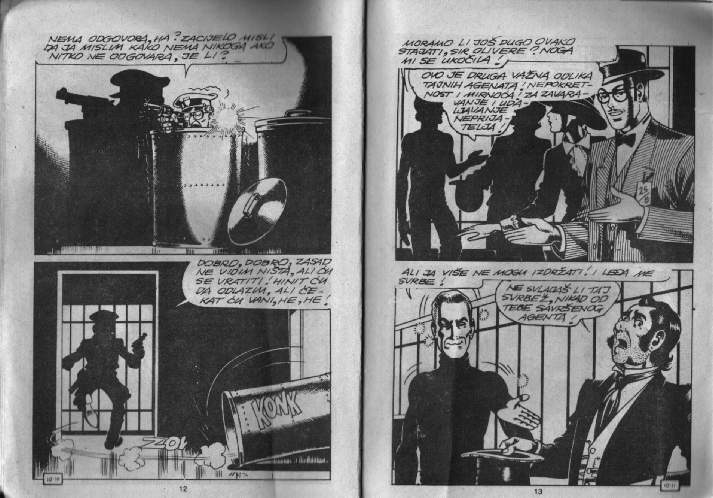 NEMA ODGOVORA, HA? ZACIJELO MISLI
DA JA MISLIM KAKO NEMA NIKOGA AKO
NITKO NE ODGOVARA, JE LI?
DOBRO, DOBRO, ZASAD
NE VIDIM NIŠTA, ALI ĆU
SE VRATITI! HINIT ĆU
DA ODLAZIM, ALI ČE-
KAT ĆU VANI, HE, HE!
KONK
12
MORAMO LI JOŠ DUGO OVAKO
STAJATI, SIR OLIVERE? NOGA
MI SE UKOČILA!
OVO JE DRUGA VAŽNA ODLIKA
TAJNIH AGENATA! NEPOKRET-
NOST I MIRNOĆA! ZA ZAVARA-
VANJE I UDA-
LJAVANJE
NEPRIJA-
TELJA!
ALI JA VIŠE NE MOGU IZDRŽATI! I LEĐA ME
SVRBE!
NE SVLADAŠ LI TAJ
SVRBEŽ, NIKAD OD
TEBE SAVRŠENOG
AGENTA!
13